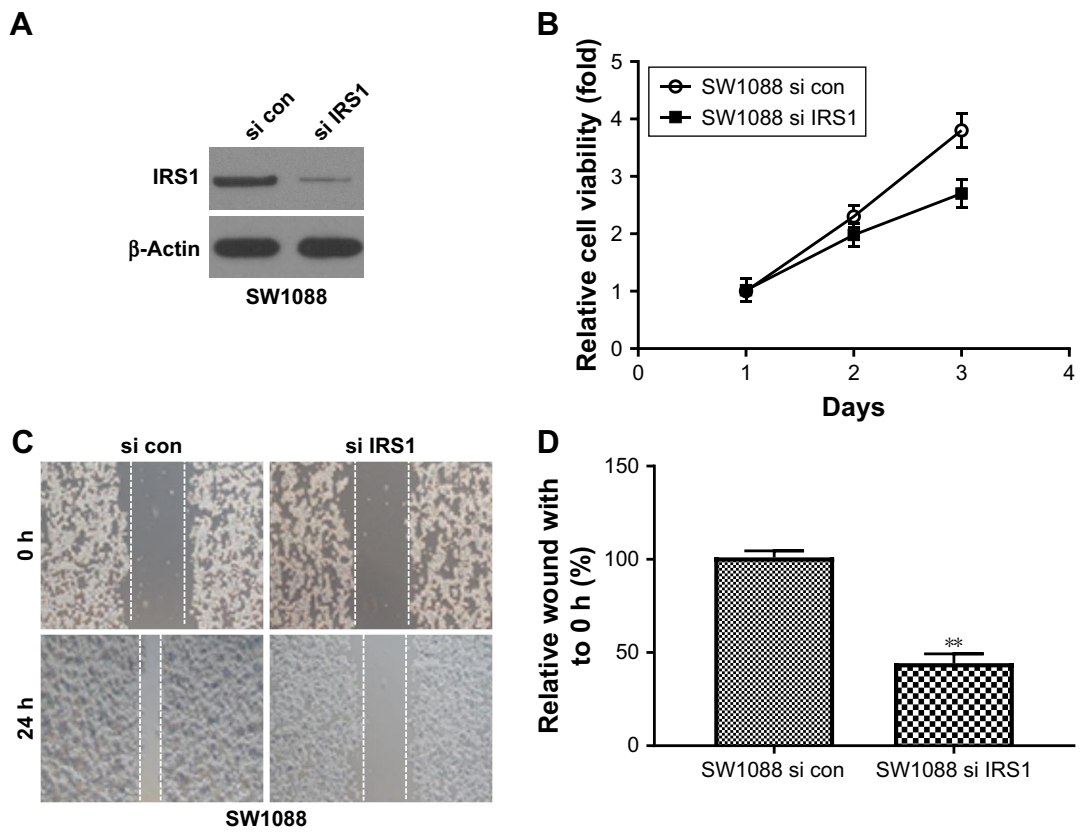 A
si con
si IRS1
IRS1
β-Actin
SW1088
B
Relative cell viability (fold)
5
4
3
2
1
0
SW1088 si con
SW1088 si IRS1
0
1
2
3
4
Days
C
si con
si IRS1
0 h
24 h
SW1088
D
Relative wound with
to 0 h (%)
150
100
50
0
**
SW1088 si con
SW1088 si IRS1